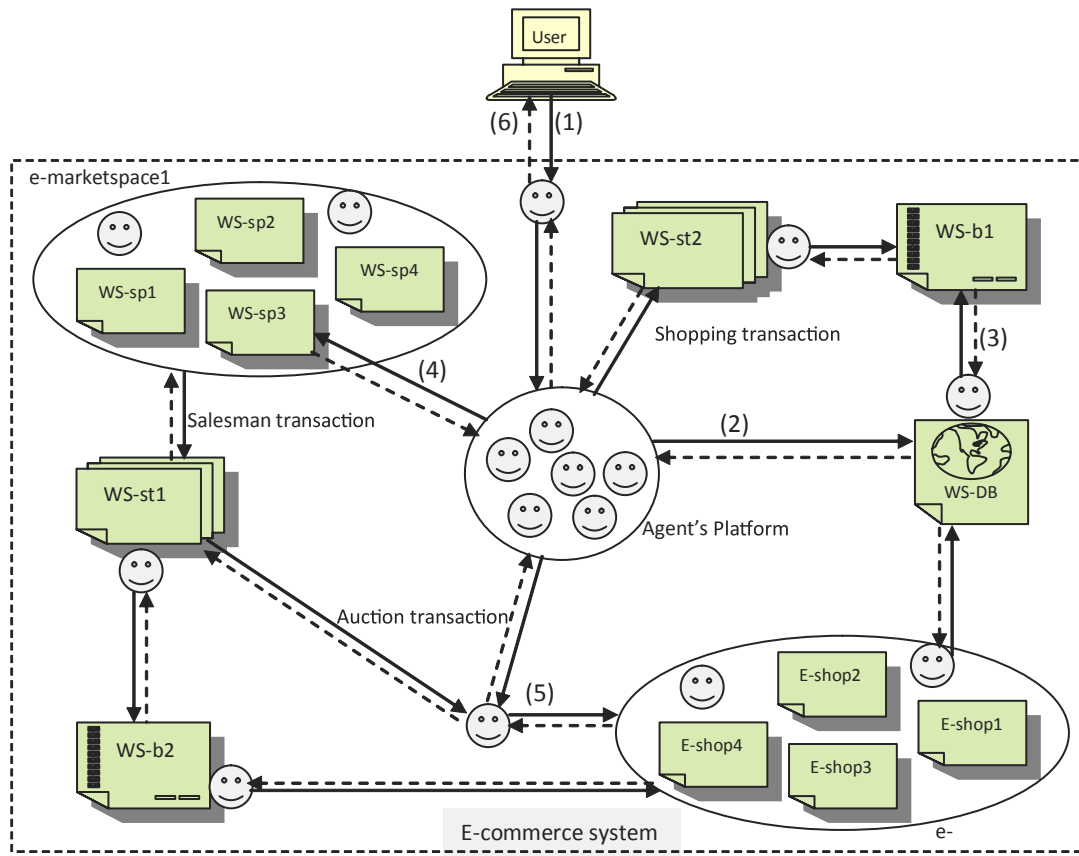 User
(6)
(1)
e-marketspace1
WS-sp2
WS-sp4
WS-sp1
WS-sp3
WS-st2
WS-b1
Shopping transaction
(3)
(4)
Salesman transaction
(2)
WS-st1
WS-DB
Agent's Platform
Auction transaction
(5)
E-shop2
E-shop1
E-shop4
E-shop3
WS-b2
E-commerce system
e-